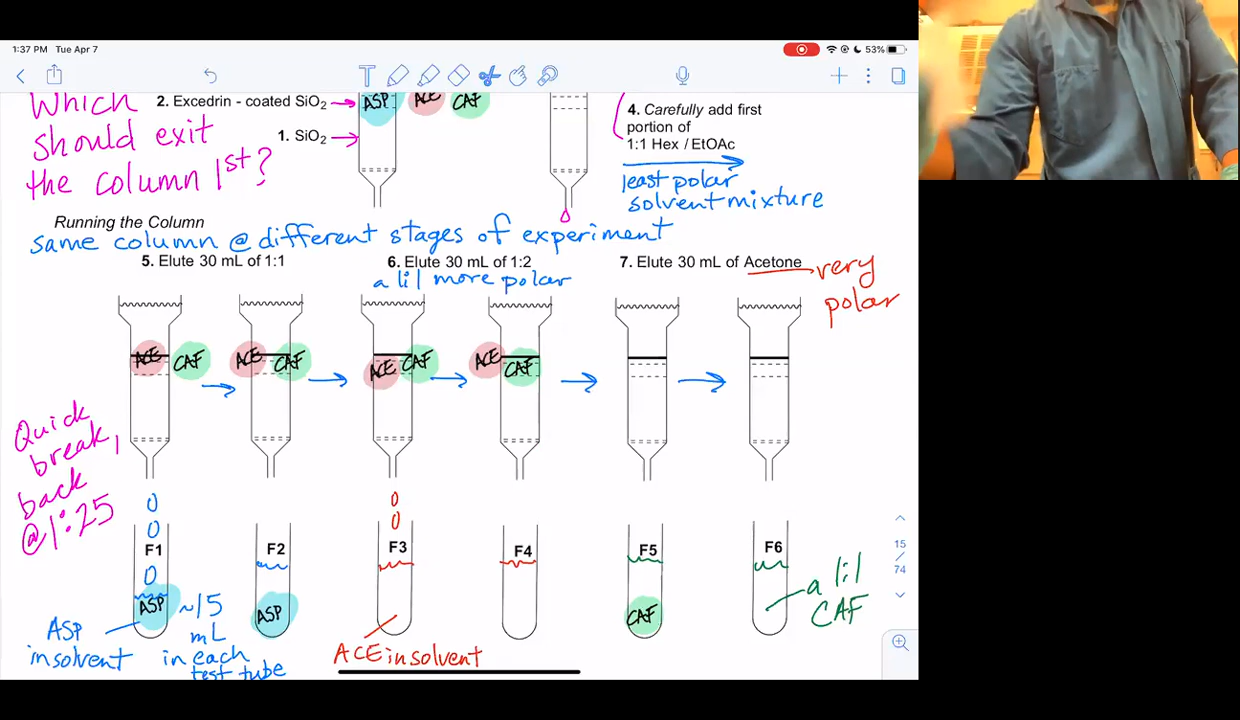 1:37 PM Tue Apr 7
53%
T
Which
should exit
the column 1st?
2. Excedrin - coated SiO2
1. SiO2
ASP ACE CAF
4. Carefully add first
portion of
1:1 Hex / EtOAc
least polar
solvent mixture
Running the Column
same column @ different stages of experiment
5. Elute 30 mL of 1:1
6. Elute 30 mL of 1:2
a lil more polar
7. Elute 30 mL of Acetone
very
polar
ACE CAF
ACE CAF
ACE CAF
ACE CAF
Quick
break,
back
@1:25
F1
F2
F3
F4
F5
F6
ASP
ASP
CAF
ASP
in solvent
~15
mL
in each
test tube
ACE in solvent
a lil
CAF
15
/
74